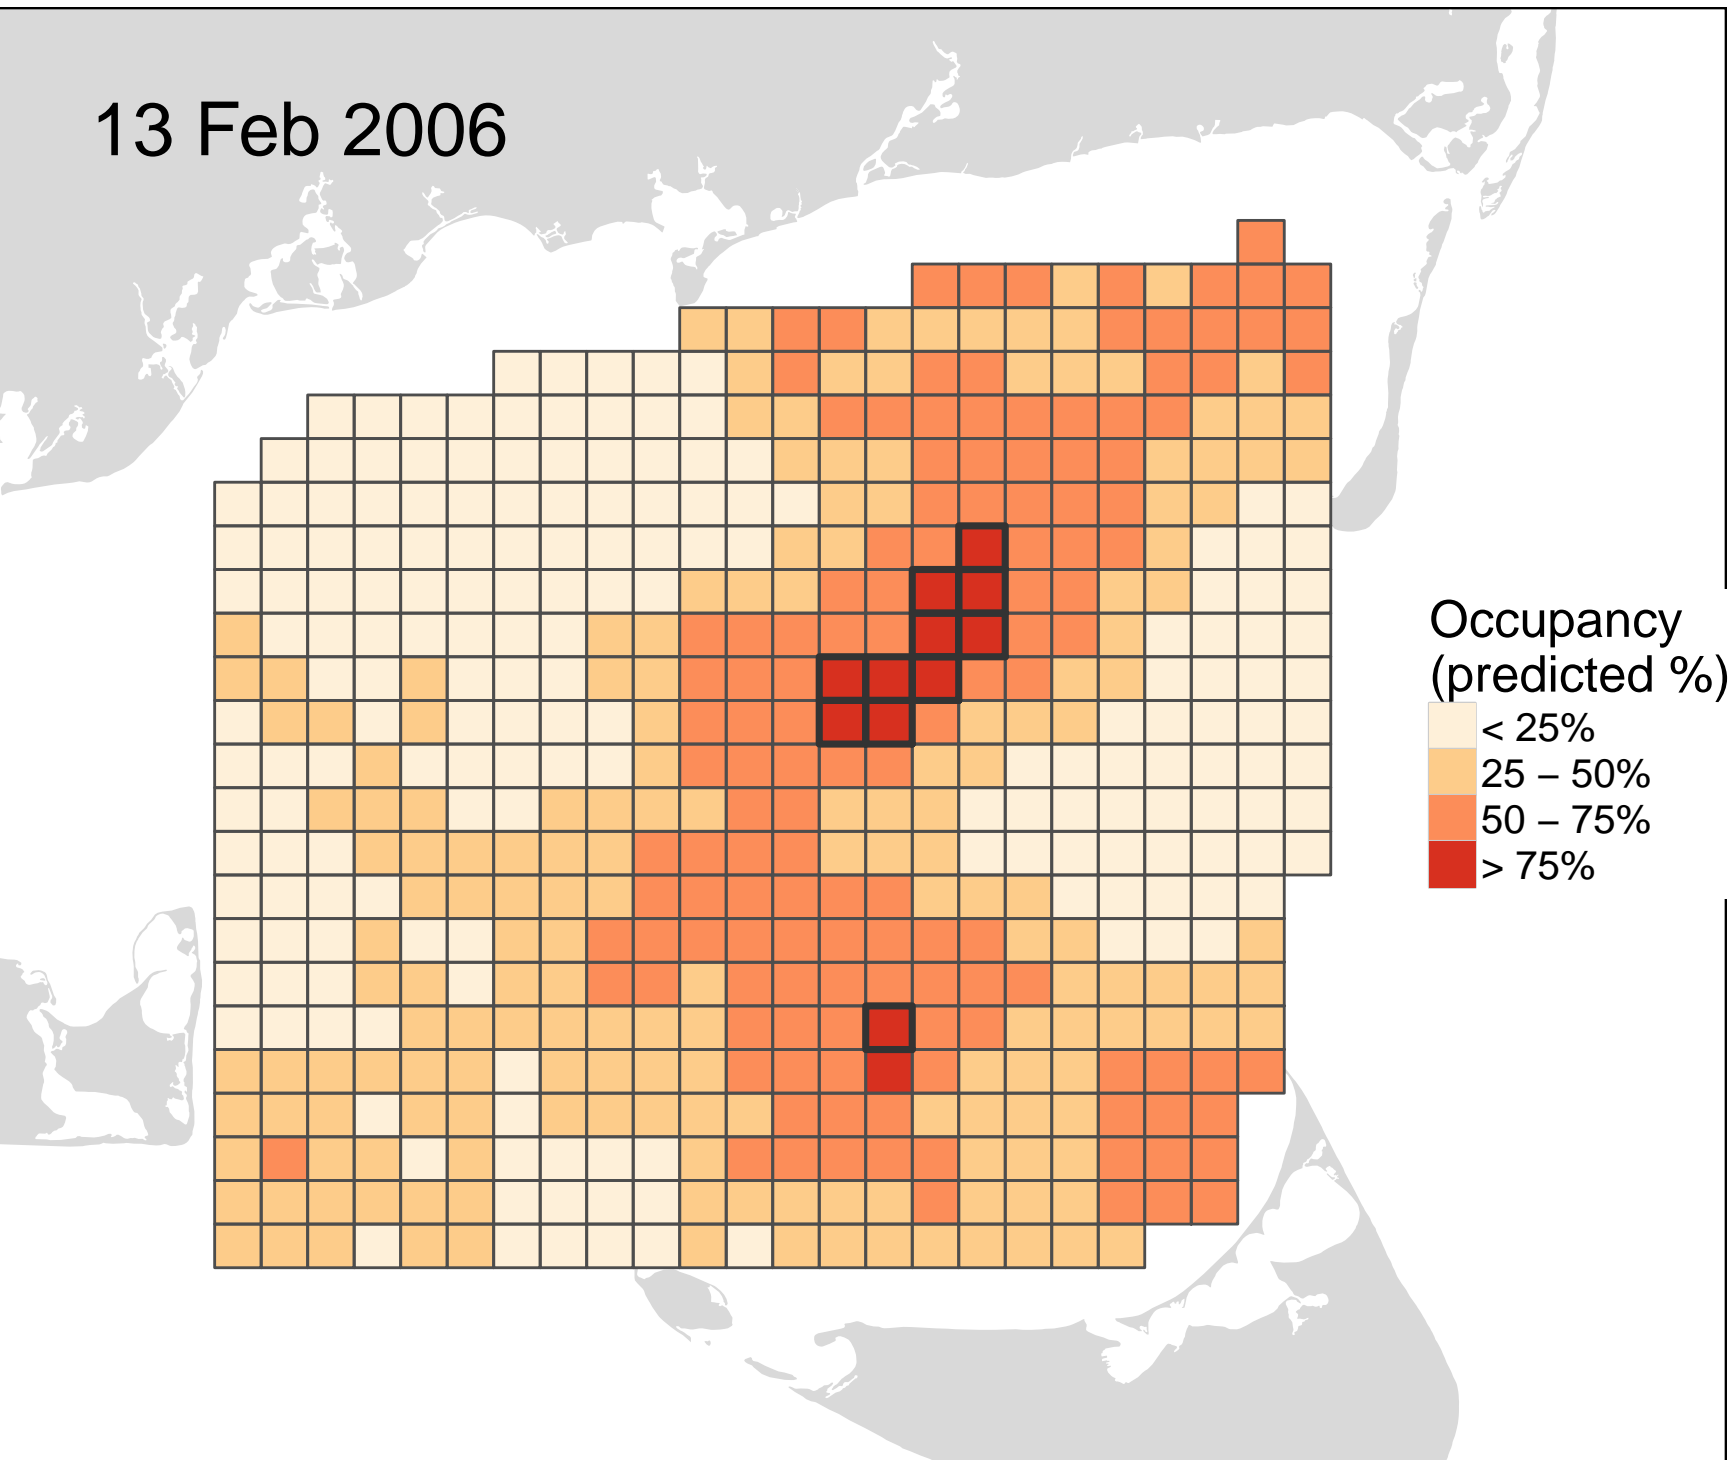 13 Feb 2006
Occupancy
(predicted %)
< 25%
25 – 50%
50 – 75%
> 75%